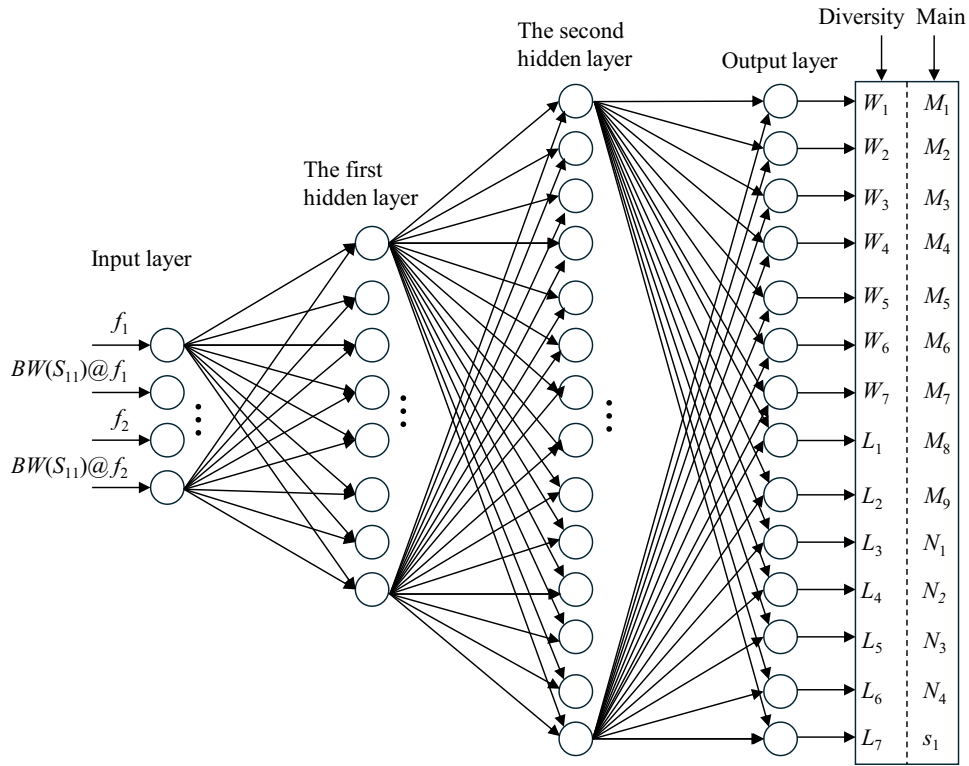 Diversity Main
The second
hidden layer
Output layer
The first
hidden layer
Input layer
f₁
BW(S₁₁)@f₁
f₂
BW(S₁₁)@f₂
W₁ M₁
W₂ M₂
W₃ M₃
W₄ M₄
W₅ M₅
W₆ M₆
W₇ M₇
L₁ M₈
L₂ M₉
L₃ N₁
L₄ N₂
L₅ N₃
L₆ N₄
L₇ s₁